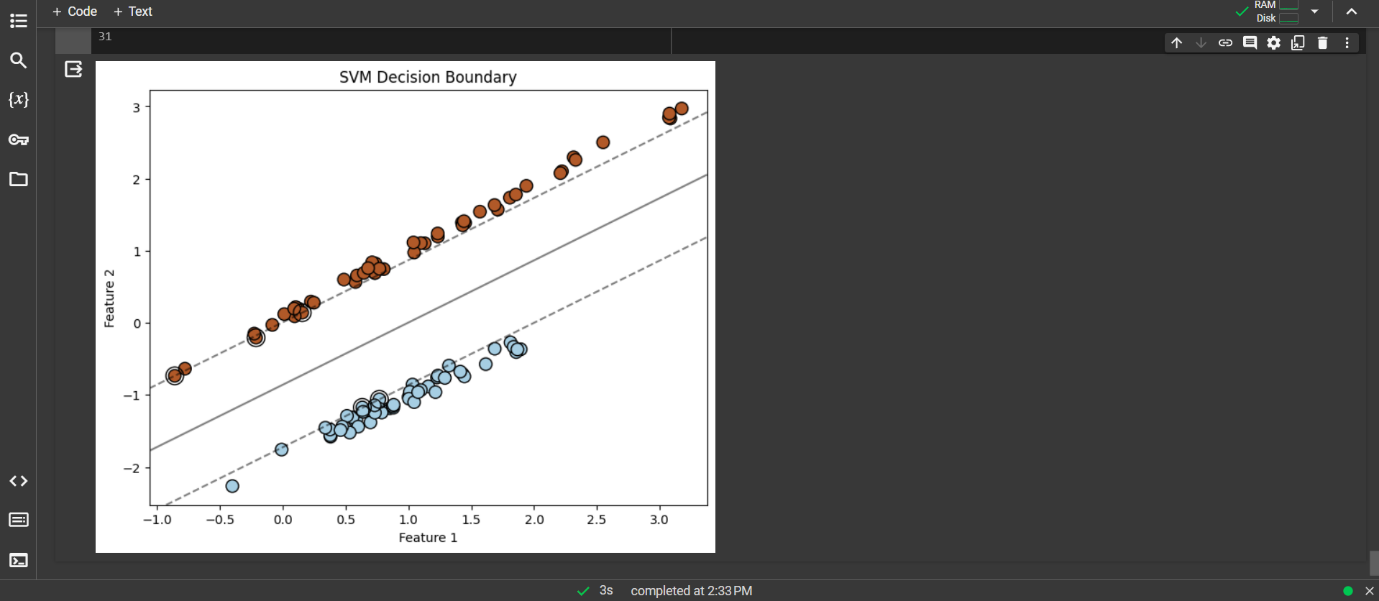 + Code + Text
RAM
Disk
31
{x}
SVM Decision Boundary
3
2
1
0
−1
−2
Feature 2
−1.0 −0.5 0.0 0.5 1.0 1.5 2.0 2.5 3.0
Feature 1
3s completed at 2:33 PM